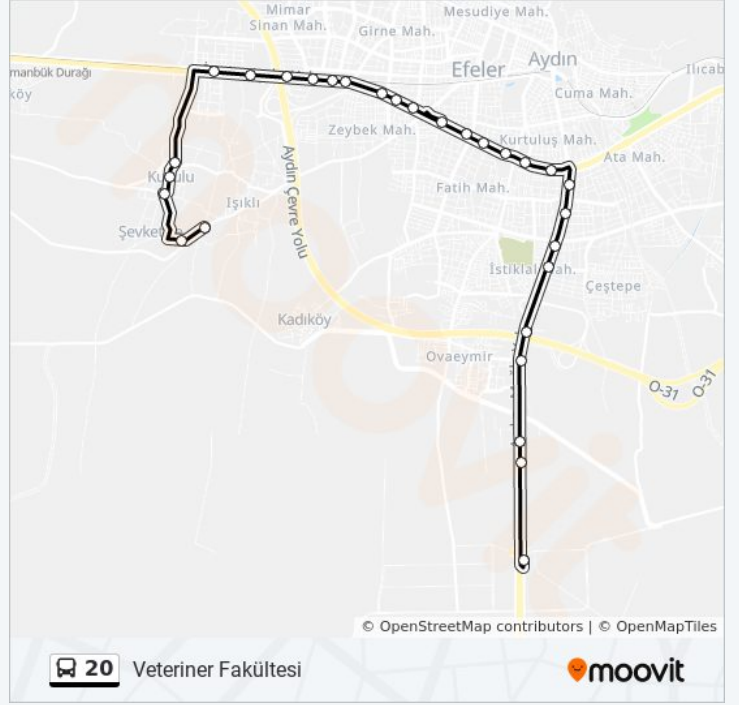 Mimar
Sinan Mah.
Mesudiye Mah.
Girne Mah.
manbük Durağı
köy
Efeler
Aydın
Ilıcab
Cuma Mah.
Zeybek Mah.
Kurtuluş Mah.
Ata Mah.
Aydın Çevre Yolu
Fatih Mah.
Işıklı
İstiklal Mah.
Çeştepe
Kadıköy
Ovaeymir
O-31
O-31
moovit
© OpenStreetMap contributors | © OpenMapTiles
20 Veteriner Fakültesi
moovit